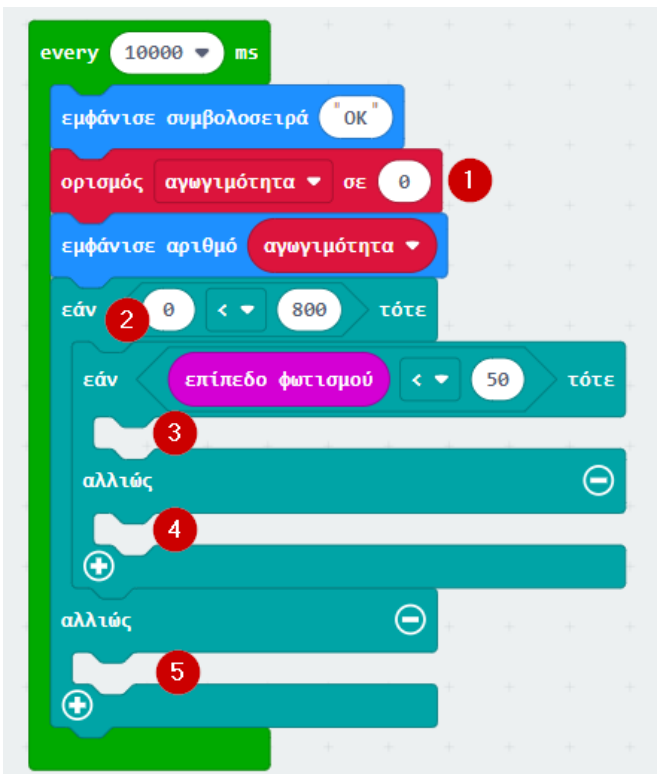 every 10000 ms
εμφάνισε συμβολοσειρά "OK"
ορισμός αγωγιμότητα σε 0 1
εμφάνισε αριθμό αγωγιμότητα
εάν 2 0 < 800 τότε
εάν επίπεδο φωτισμού < 50 τότε
3
αλλιώς
4
αλλιώς
5